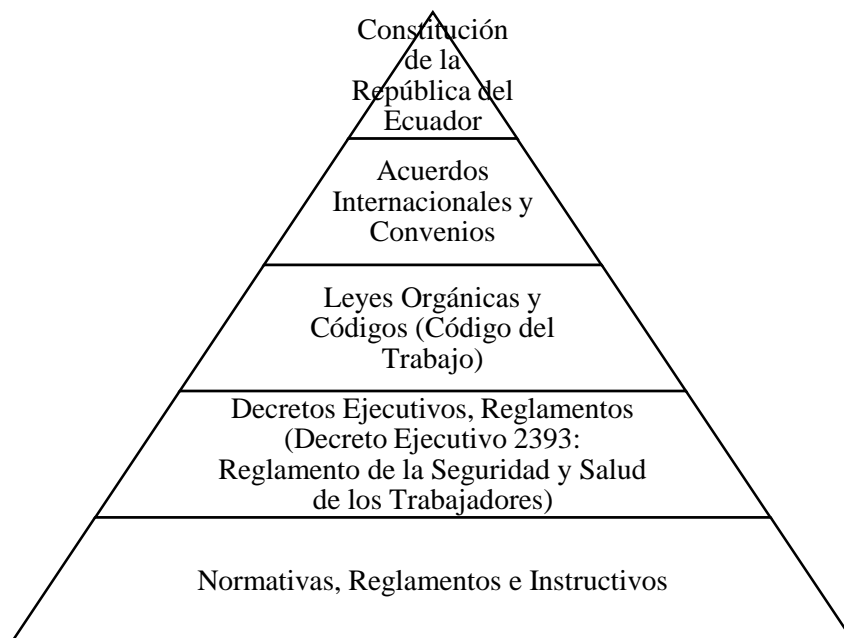 Constitución
de la
República del
Ecuador
Acuerdos
Internacionales y
Convenios
Leyes Orgánicas y
Códigos (Código del
Trabajo)
Decretos Ejecutivos, Reglamentos
(Decreto Ejecutivo 2393:
Reglamento de la Seguridad y Salud
de los Trabajadores)
Normativas, Reglamentos e Instructivos